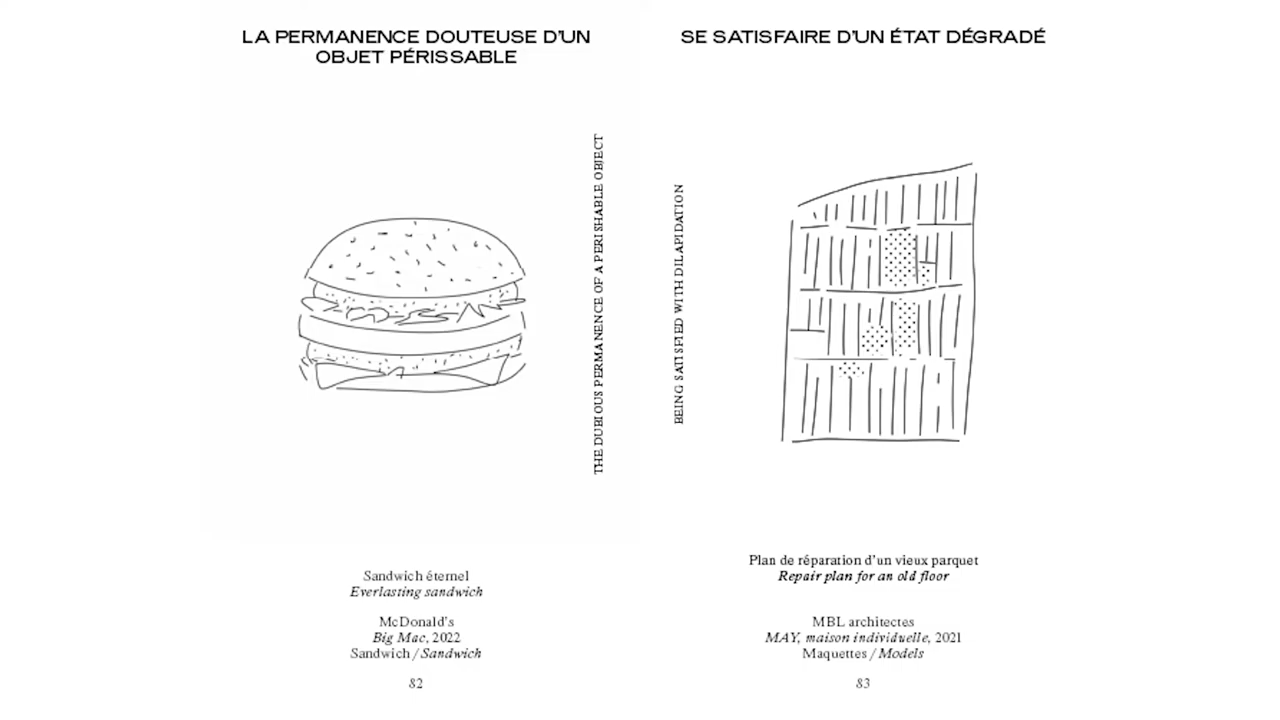 LA PERMANENCE DOUTEUSE D'UN
OBJET PÉRISSABLE
THE DUBIOUS PERMANENCE OF A PERISHABLE OBJECT
Sandwich éternel
Everlasting sandwich
McDonald's
Big Mac, 2022
Sandwich / Sandwich
82
SE SATISFAIRE D'UN ÉTAT DÉGRADÉ
BEING SATISFIED WITH DILAPIDATION
Plan de réparation d'un vieux parquet
Repair plan for an old floor
MBL architectes
MAY, maison individuelle, 2021
Maquettes / Models
83